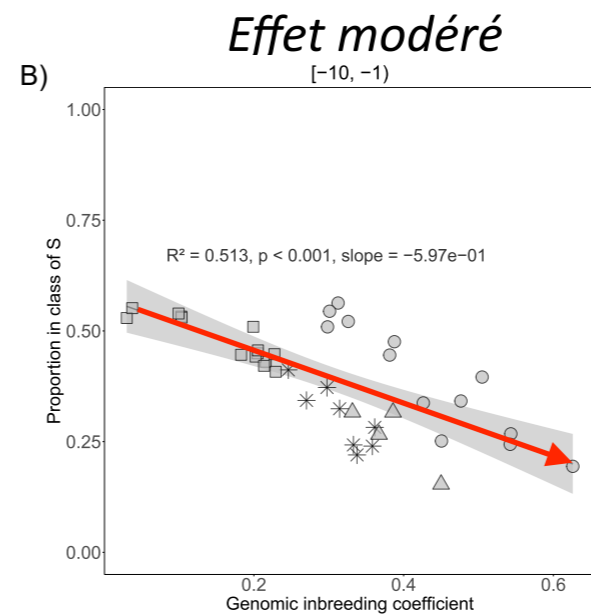 Effet modéré
B)
[−10, −1)
1.00
R² = 0.513, p < 0.001, slope = −5.97e−01
0.75
0.50
0.25
0.00
Proportion in class of S
0.2 0.4 0.6
Genomic inbreeding coefficient